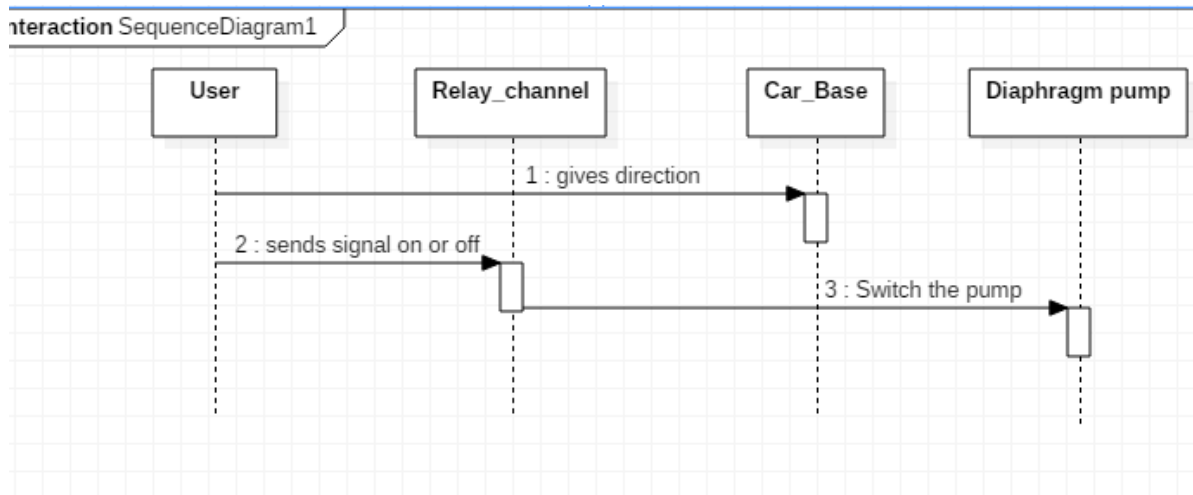 nteraction SequenceDiagram1
User
Relay_channel
Car_Base
Diaphragm pump
1 : gives direction
2 : sends signal on or off
3 : Switch the pump